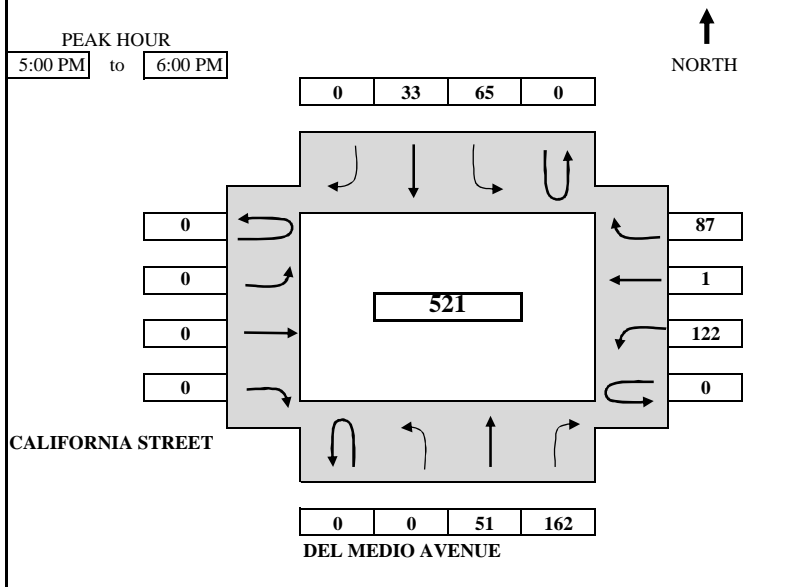 PEAK HOUR
5:00 PM to 6:00 PM
NORTH
0 33 65 0
0 87
0 1
521
0 122
0 0
CALIFORNIA STREET
0 0 51 162
DEL MEDIO AVENUE